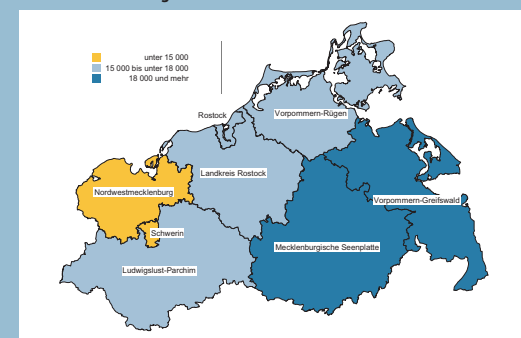 unter 15 000
15 000 bis unter 18 000
18 000 und mehr
Rostock
Vorpommern-Rügen
Landkreis Rostock
Nordwestmecklenburg
Vorpommern-Greifswald
Schwerin
Mecklenburgische Seenplatte
Ludwigslust-Parchim